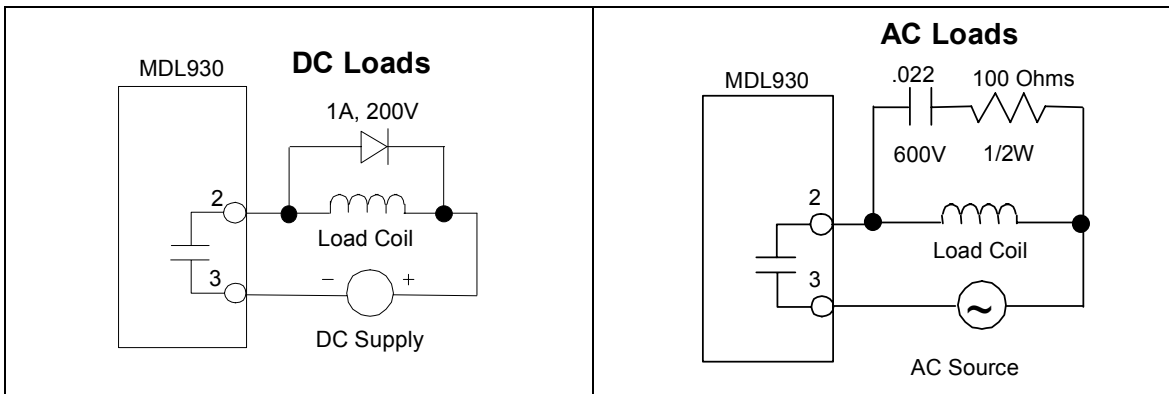 DC Loads
MDL930
1A, 200V
2
Load Coil
3
− +
DC Supply
AC Loads
MDL930
.022 100 Ohms
600V 1/2W
2
Load Coil
3
~
AC Source